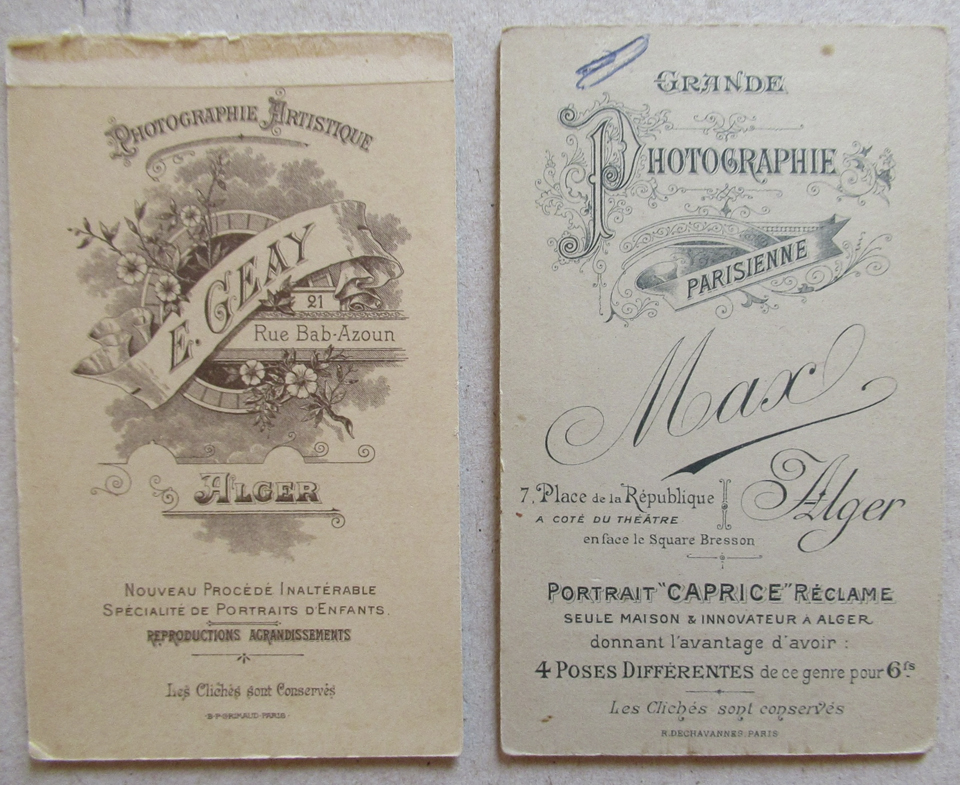 Photographie Artistique
E. GEAY
21
Rue Bab-Azoun
ALGER
Nouveau Procédé Inaltérable
Spécialité de Portraits d'Enfants.
REPRODUCTIONS AGRANDISSEMENTS
Les Clichés sont Conservés
B-P-GRIMAUD-PARIS-
GRANDE
PHOTOGRAPHIE
PARISIENNE
Max
Alger
7, Place de la République
A COTÉ DU THÉATRE
en face le Square Bresson
PORTRAIT "CAPRICE" RÉCLAME
SEULE MAISON & INNOVATEUR A ALGER
donnant l'avantage d'avoir :
4 POSES DIFFÉRENTES de ce genre pour 6fs.
Les Clichés sont conservés
R. DECHAVANNES. PARIS